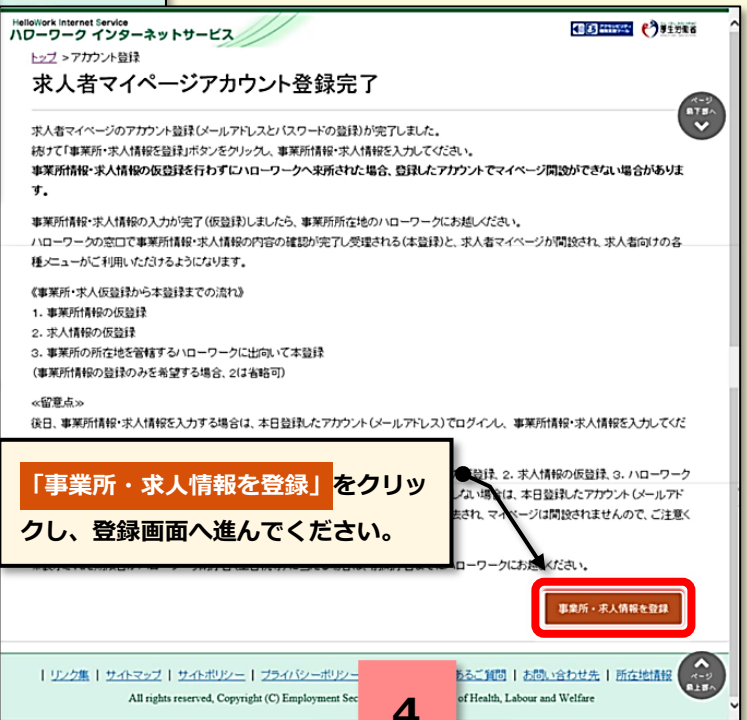 HelloWork Internet Service
ハローワーク インターネットサービス
厚生労働省
トップ > アカウント登録
求人者マイページアカウント登録完了
ページ
最下部へ
求人者マイページのアカウント登録(メールアドレスとパスワードの登録)が完了しました。
続けて「事業所・求人情報を登録」ボタンをクリックし、事業所情報・求人情報を入力してください。
事業所情報・求人情報の仮登録を行わずにハローワークへ来所された場合、登録したアカウントでマイページ開設ができない場合がありま
す。
事業所情報・求人情報の入力が完了(仮登録)しましたら、事業所所在地のハローワークにお越しください。
ハローワークの窓口で事業所情報・求人情報の内容の確認が完了し受理される(本登録)と、求人者マイページが開設され、求人者向けの各
種メニューがご利用いただけるようになります。
《事業所・求人仮登録から本登録までの流れ》
1. 事業所情報の仮登録
2. 求人情報の仮登録
3. 事業所の所在地を管轄するハローワークに出向いて本登録
(事業所情報の登録のみを希望する場合、2は省略可)
≪留意点≫
後日、事業所情報・求人情報を入力する場合は、本日登録したアカウント(メールアドレス)でログインし、事業所情報・求人情報を入力してくだ
登録、2. 求人情報の仮登録、3. ハローワーク
しない場合は、本日登録したアカウント(メールアド
去され、マイページは開設されませんので、ご注意く
「事業所・求人情報を登録」をクリッ
クし、登録画面へ進んでください。
ローワークにお越しください。
事業所・求人情報を登録
| リンク集 | サイトマップ | サイトポリシー | プライバシーポリシー あるご質問 | お問い合わせ先 | 所在地情報
ページ
最上部へ
All rights reserved, Copyright (C) Employment Sec of Health, Labour and Welfare
4